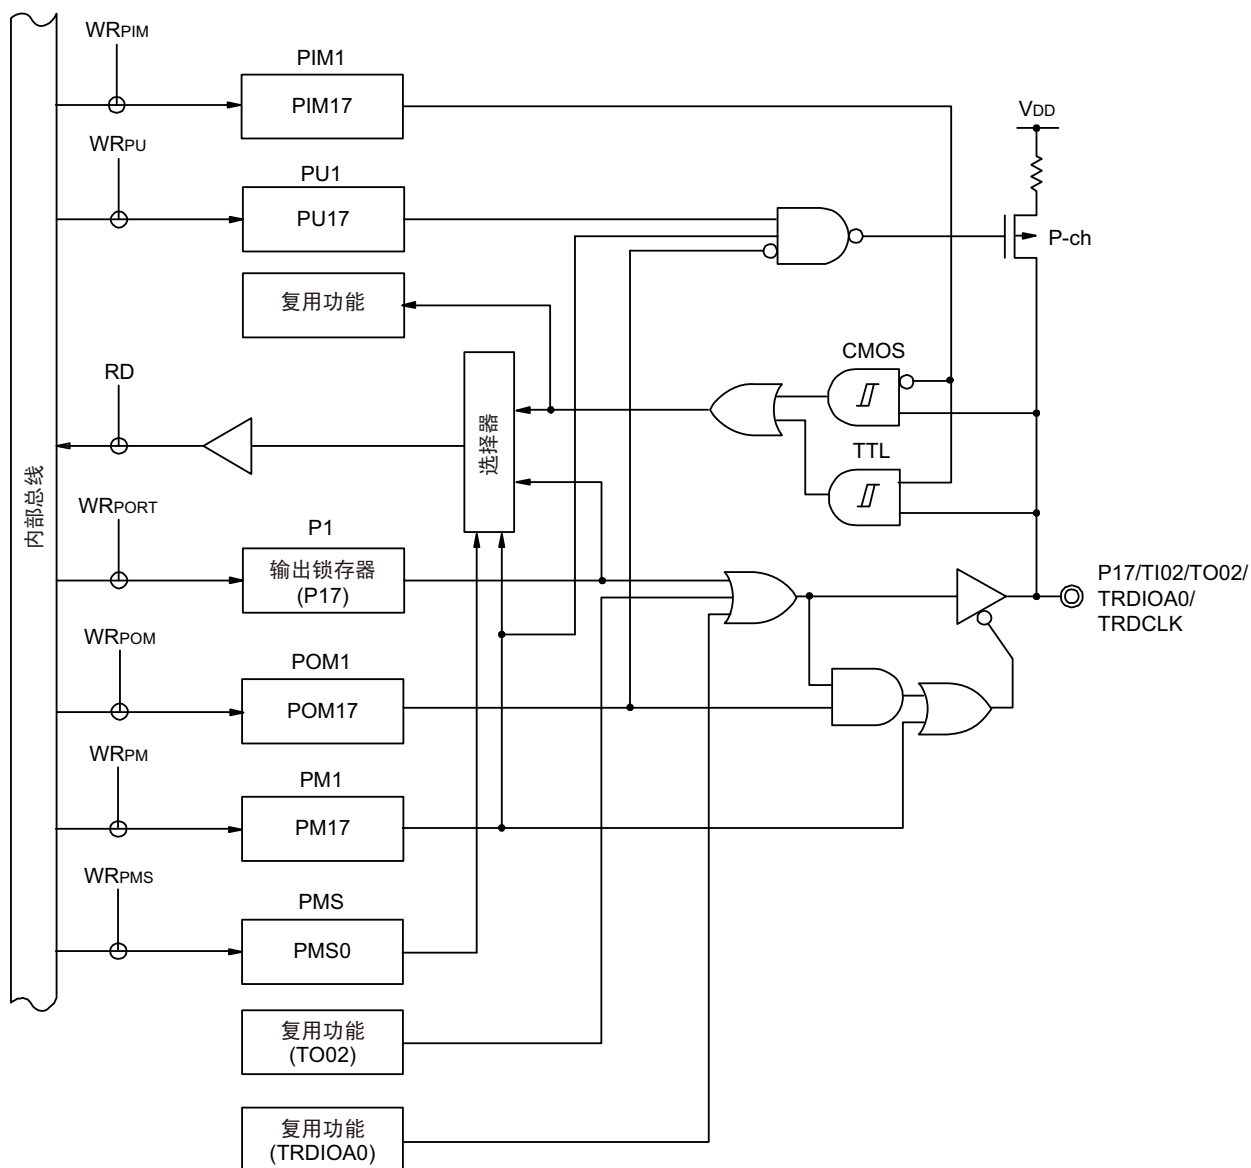 WRPIM
PIM1
PIM17
VDD
WRPU
PU1
PU17
P-ch
复用功能
CMOS
RD
选择器
TTL
内部总线
WRPORT
P1
输出锁存器
(P17)
P17/TI02/TO02/
TRDIOA0/
TRDCLK
WRPOM
POM1
POM17
WRPM
PM1
PM17
WRPMS
PMS
PMS0
复用功能
(TO02)
复用功能
(TRDIOA0)